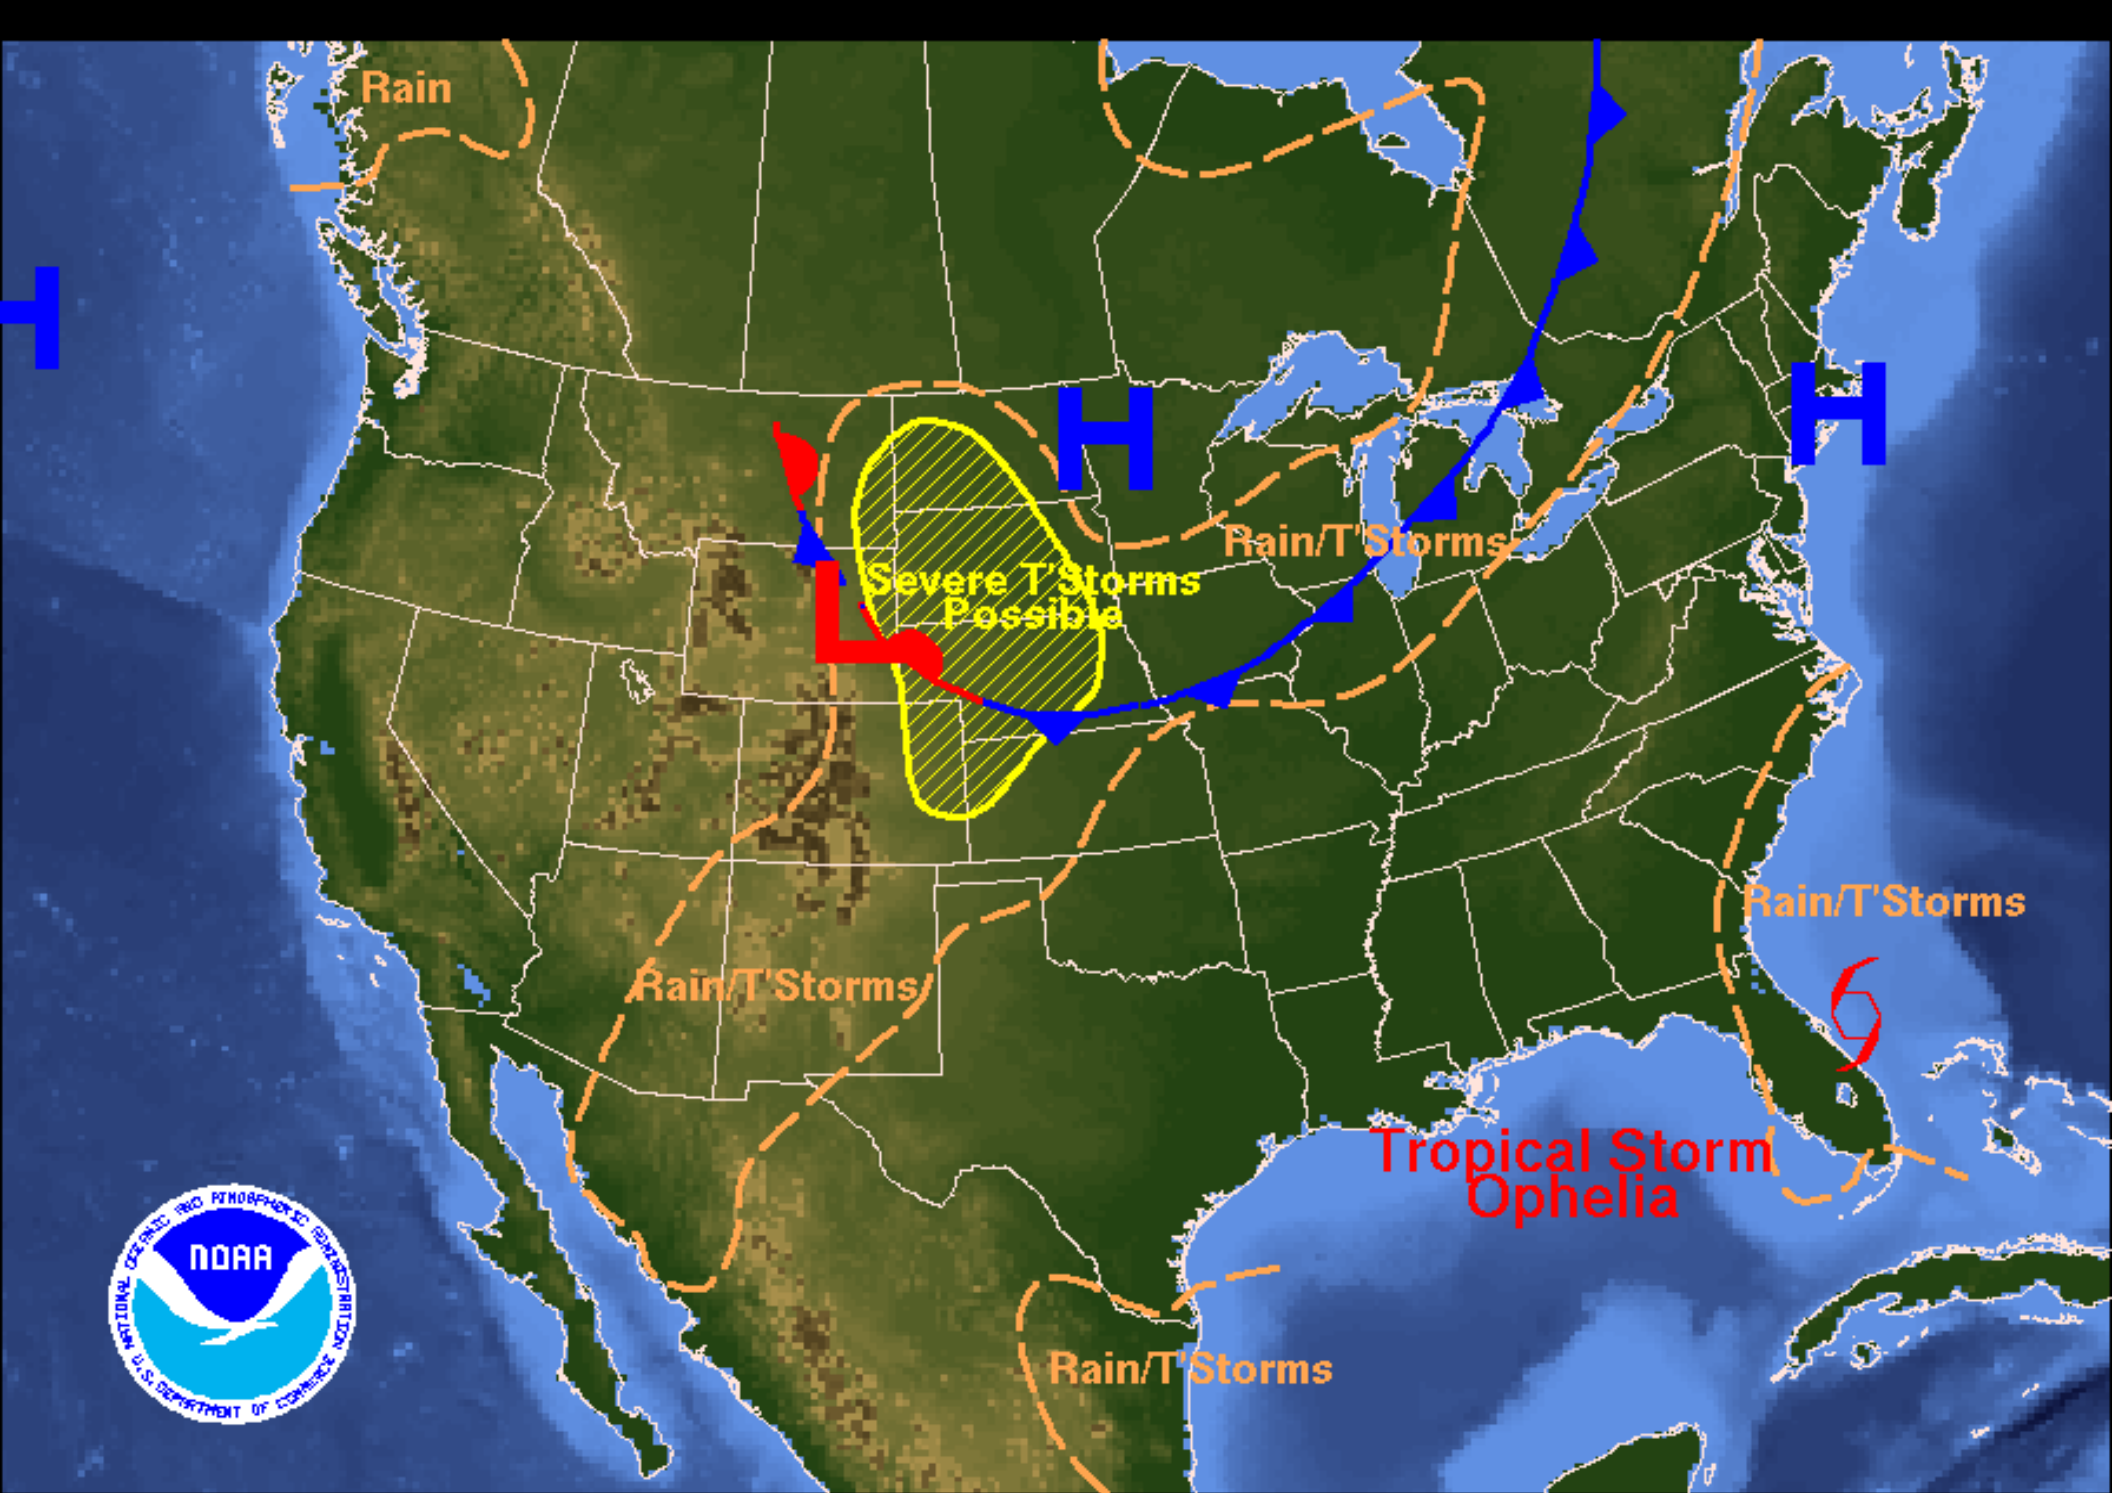 Rain
H
H
H
Rain/T'Storms
Severe T'Storms
Possible
L
Rain/T'Storms
Rain/T'Storms
Tropical Storm
Ophelia
NATIONAL OCEANIC AND ATMOSPHERIC ADMINISTRATION
NOAA
U.S. DEPARTMENT OF COMMERCE
Rain/T'Storms